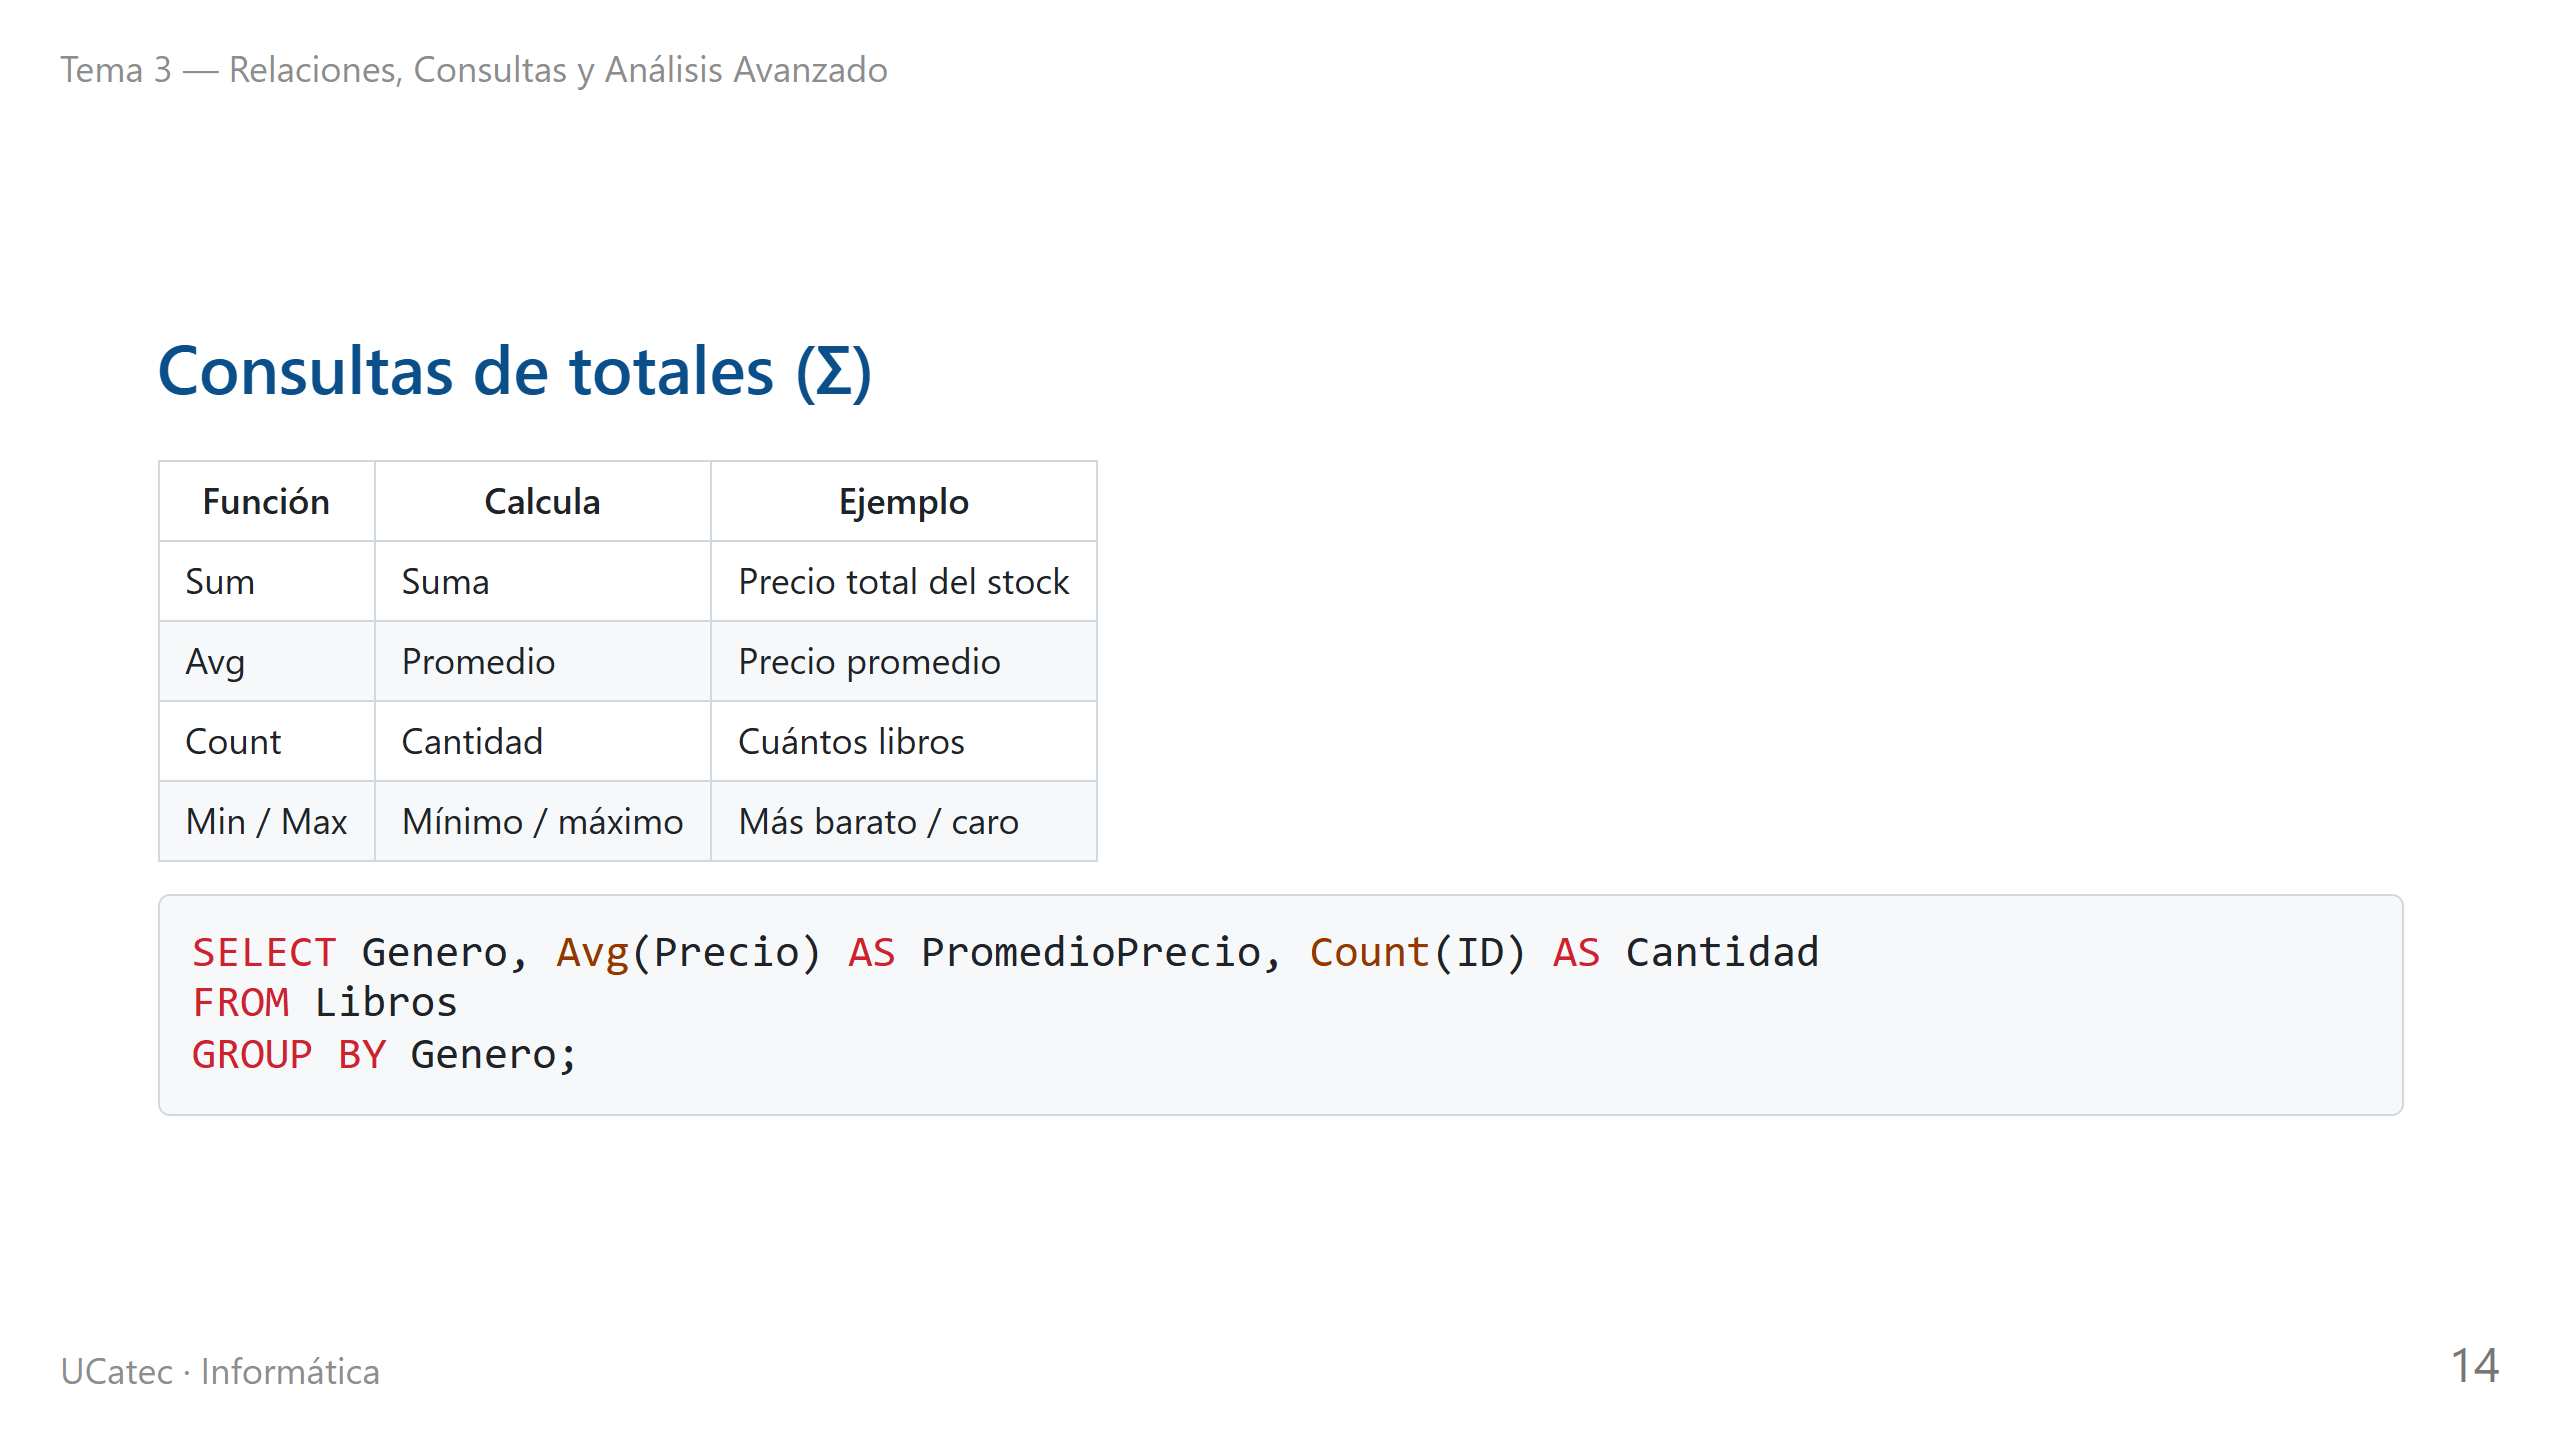 Tema 3 — Relaciones, Consultas y Análisis Avanzado
Consultas de totales (Σ)
Función Calcula Ejemplo
Sum Suma Precio total del stock
Avg Promedio Precio promedio
Count Cantidad Cuántos libros
Min / Max Mínimo / máximo Más barato / caro
SELECT Genero, Avg(Precio) AS PromedioPrecio, Count(ID) AS Cantidad
FROM Libros
GROUP BY Genero;
UCatec · Informática
14